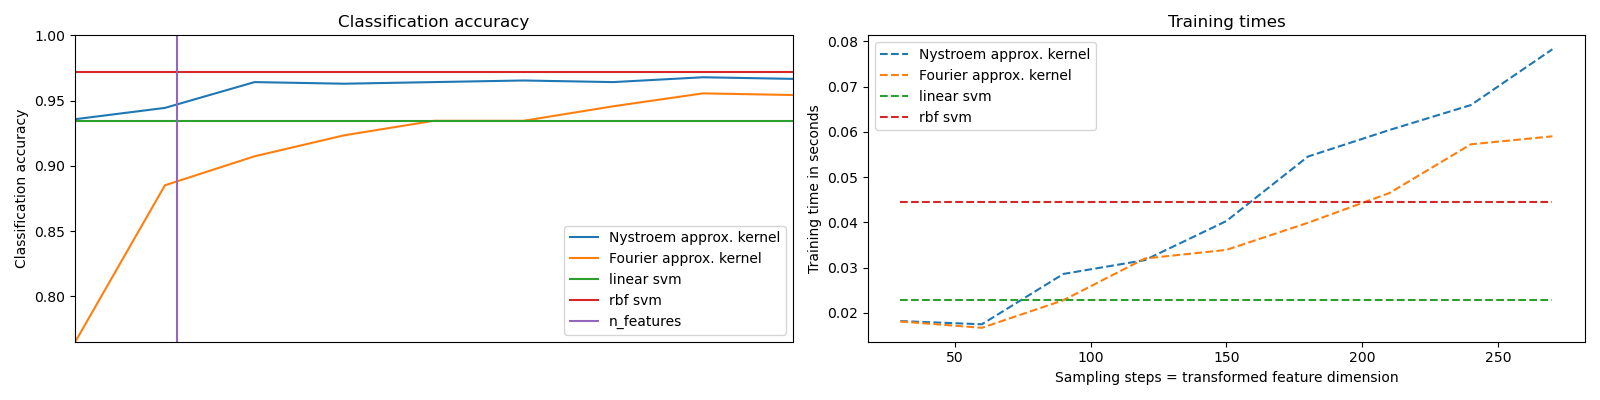 Classification accuracy
Classification accuracy
1.00
0.95
0.90
0.85
0.80
Nystroem approx. kernel
Fourier approx. kernel
linear svm
rbf svm
n_features
Training times
Training time in seconds
0.08
0.07
0.06
0.05
0.04
0.03
0.02
Nystroem approx. kernel
Fourier approx. kernel
linear svm
rbf svm
50
100
150
200
250
Sampling steps = transformed feature dimension